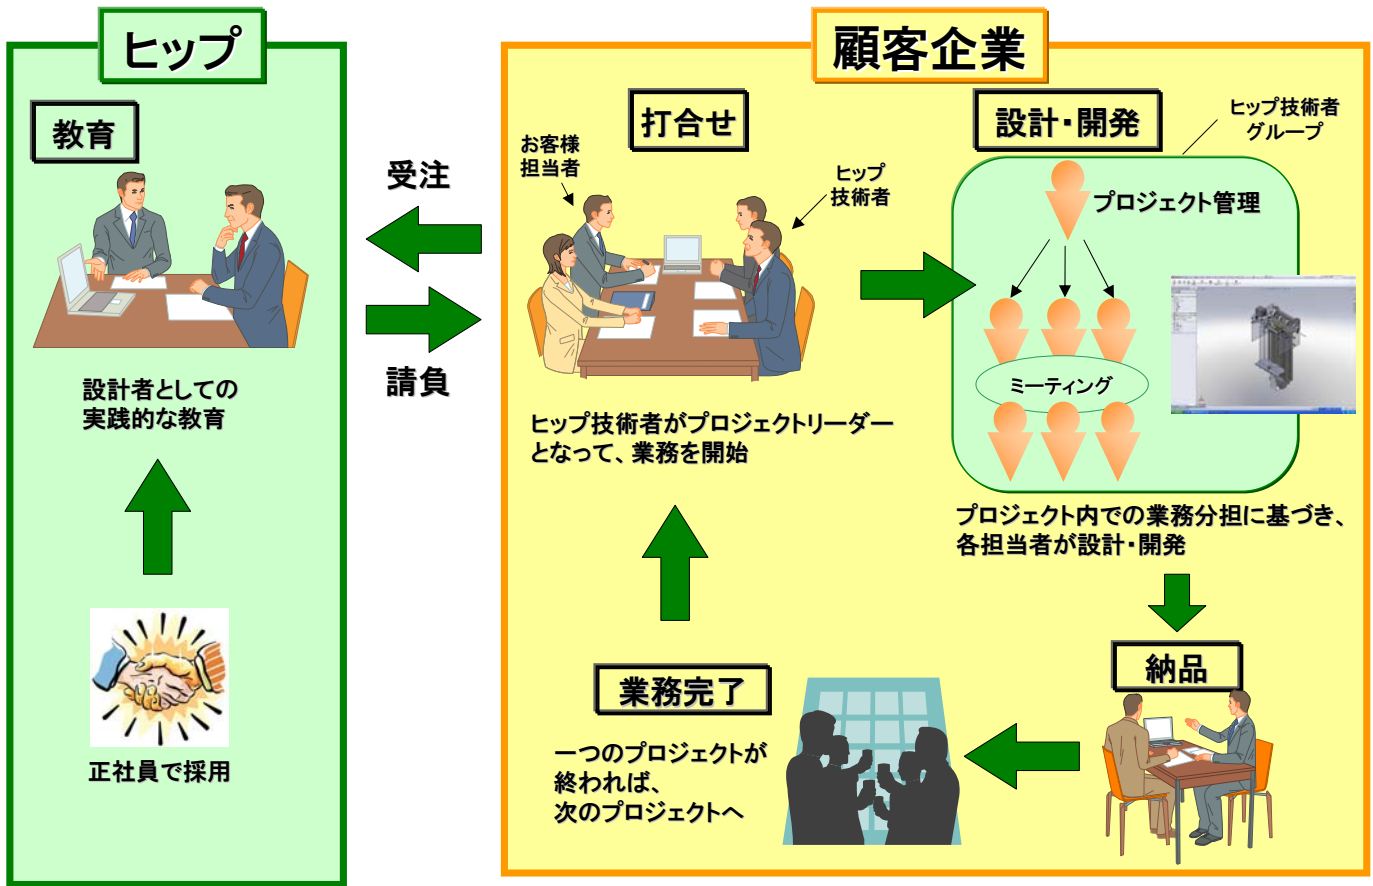 ヒップ
教育
設計者としての
実践的な教育
正社員で採用
受注
請負
顧客企業
打合せ
お客様
担当者
ヒップ
技術者
ヒップ技術者がプロジェクトリーダー
となって、業務を開始
設計・開発
ヒップ技術者
グループ
プロジェクト管理
ミーティング
プロジェクト内での業務分担に基づき、
各担当者が設計・開発
納品
業務完了
一つのプロジェクトが
終われば、
次のプロジェクトへ